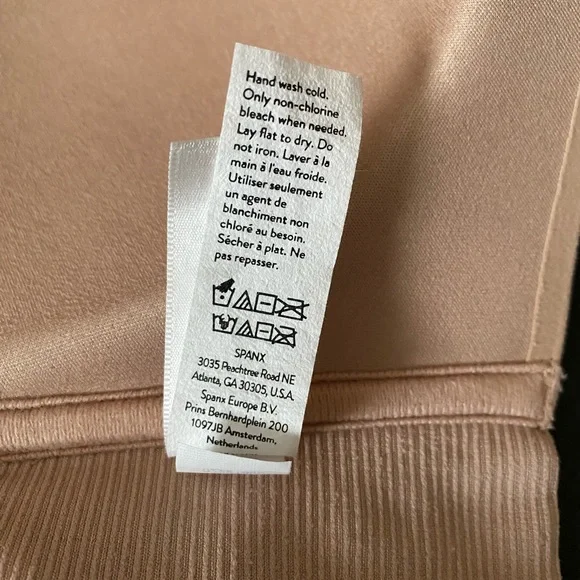 Hand wash cold.
Only non-chlorine
bleach when needed.
Lay flat to dry. Do
not iron. Laver à la
main à l'eau froide.
Utiliser seulement
un agent de
blanchiment non
chloré au besoin.
Sécher à plat. Ne
pas repasser.
SPANX
3035 Peachtree Road NE
Atlanta, GA 30305, U.S.A.
Spanx Europe B.V.
Prins Bernhardplein 200
1097JB Amsterdam,
Netherlands